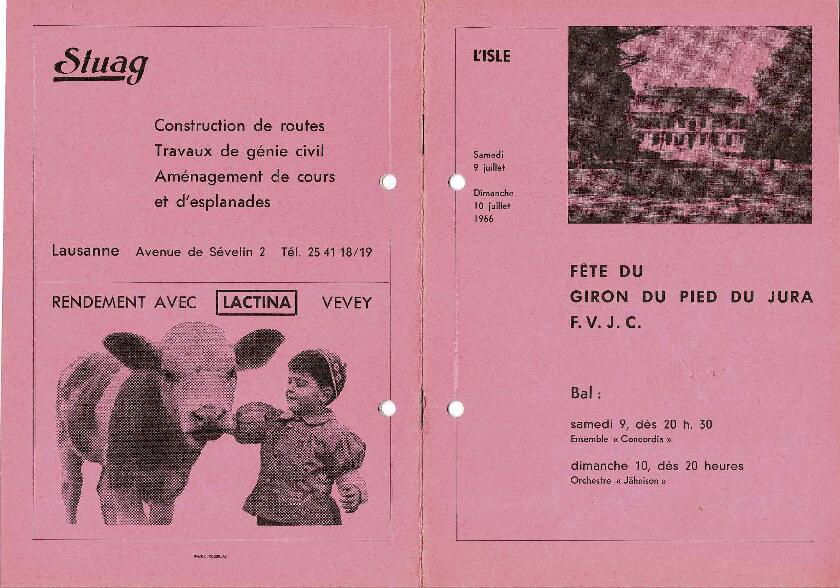 Stuag
Construction de routes
Travaux de génie civil
Aménagement de cours
et d'esplanades
Lausanne Avenue de Sévelin 2 Tél. 25 41 18/19
RENDEMENT AVEC LACTINA VEVEY
L'ISLE
Samedi
9 juillet
Dimanche
10 juillet
1966
FÊTE DU
GIRON DU PIED DU JURA
F. V. J. C.
Bal :
samedi 9, dès 20 h. 30
Ensemble « Concordia »
dimanche 10, dès 20 heures
Orchestre « Jähnison »